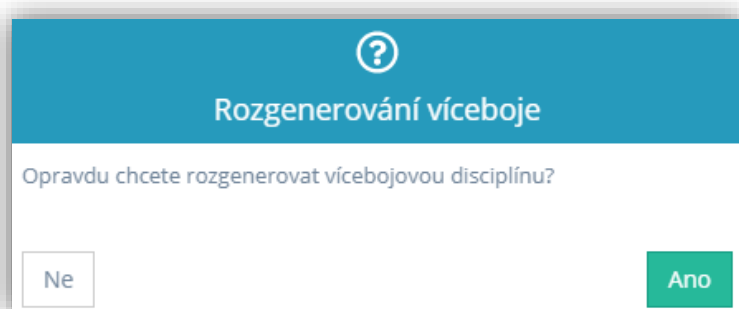 Rozgenerování víceboje
Opravdu chcete rozgenerovat vícebojovou disciplínu?
Ne
Ano